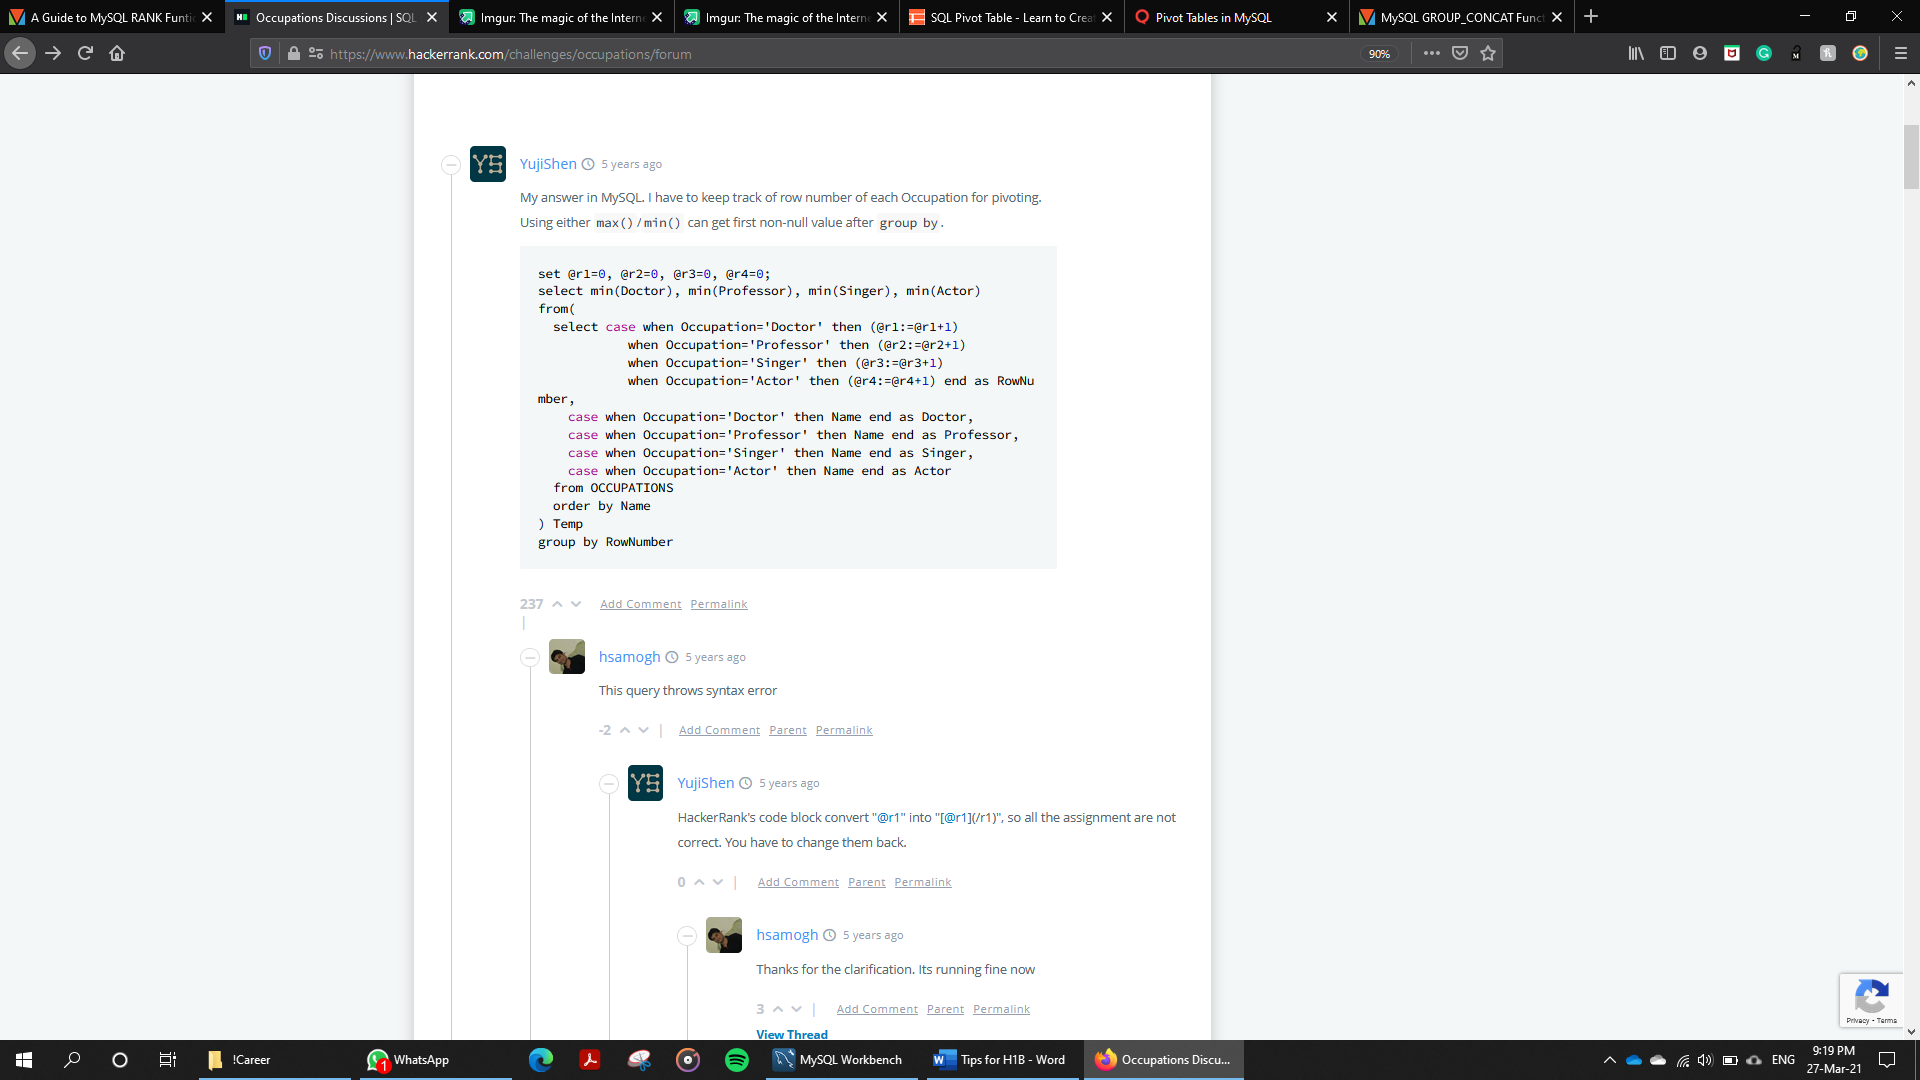 A Guide to MySQL RANK Funti
Occupations Discussions | SQL
Imgur: The magic of the Intern
Imgur: The magic of the Intern
SQL Pivot Table - Learn to Crea
Pivot Tables in MySQL
MySQL GROUP_CONCAT Funct
https://www.hackerrank.com/challenges/occupations/forum
90%
YujiShen 5 years ago
My answer in MySQL. I have to keep track of row number of each Occupation for pivoting.
Using either max()/min() can get first non-null value after group by.
set @r1=0, @r2=0, @r3=0, @r4=0;
select min(Doctor), min(Professor), min(Singer), min(Actor)
from(
  select case when Occupation='Doctor' then (@r1:=@r1+1)
            when Occupation='Professor' then (@r2:=@r2+1)
            when Occupation='Singer' then (@r3:=@r3+1)
            when Occupation='Actor' then (@r4:=@r4+1) end as RowNu
mber,
    case when Occupation='Doctor' then Name end as Doctor,
    case when Occupation='Professor' then Name end as Professor,
    case when Occupation='Singer' then Name end as Singer,
    case when Occupation='Actor' then Name end as Actor
  from OCCUPATIONS
  order by Name
) Temp
group by RowNumber
237 Add Comment Permalink
|
hsamogh 5 years ago
This query throws syntax error
-2 | Add Comment Parent Permalink
YujiShen 5 years ago
HackerRank's code block convert "@r1" into "[@r1](/r1)", so all the assignment are not
correct. You have to change them back.
0 | Add Comment Parent Permalink
hsamogh 5 years ago
Thanks for the clarification. Its running fine now
3 | Add Comment Parent Permalink
View Thread
Privacy - Terms
!Career
1 WhatsApp
MySQL Workbench
Tips for H1B - Word
Occupations Discu...
ENG
9:19 PM
27-Mar-21